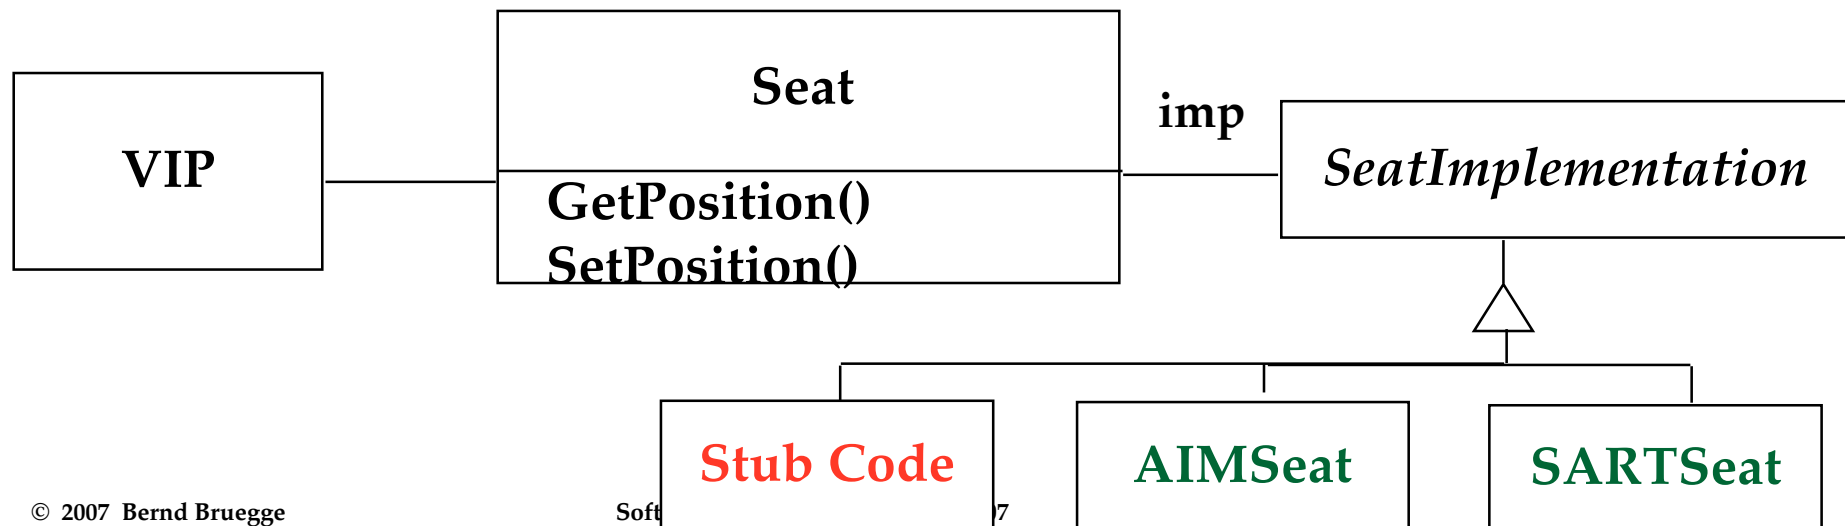 Seat
imp
VIP
SeatImplementation
GetPosition()
SetPosition()
Stub Code
AIMSeat
SARTSeat
© 2007 Bernd Bruegge